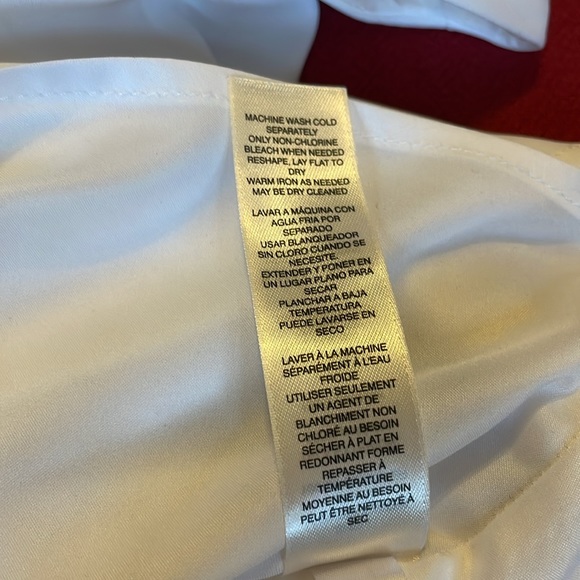 MACHINE WASH COLD
SEPARATELY
ONLY NON-CHLORINE
BLEACH WHEN NEEDED
RESHAPE, LAY FLAT TO
DRY
WARM IRON AS NEEDED
MAY BE DRY CLEANED
LAVAR A MÁQUINA CON
AGUA FRIA POR
SEPARADO
USAR BLANQUEADOR
SIN CLORO CUANDO SE
NECESITE.
EXTENDER Y PONER EN
UN LUGAR PLANO PARA
SECAR
PLANCHAR A BAJA
TEMPERATURA
PUEDE LAVARSE EN
SECO
LAVER À LA MACHINE
SÉPARÉMENT À L'EAU
FROIDE
UTILISER SEULEMENT
UN AGENT DE
BLANCHIMENT NON
CHLORÉ AU BESOIN
SÉCHER À PLAT EN
REDONNANT FORME
REPASSER À
TEMPÉRATURE
MOYENNE AU BESOIN
PEUT ÊTRE NETTOYÉ À
SEC